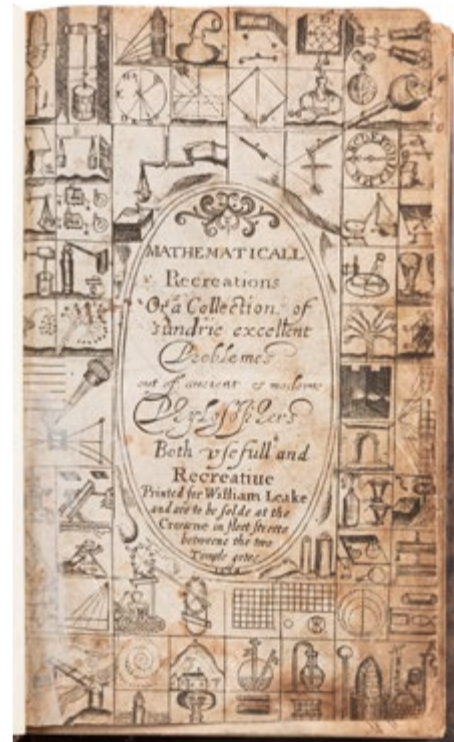 MATHEMATICALL
Recreations
Or a Collection of
sundrie excellent
Problemes
out of ancient & moderne
Phylosophers
Both vsefull and
Recreatiue
Printed for William Leake
and are to be solde at the
Crowne in fleet streete
betweene the two
Temple gates